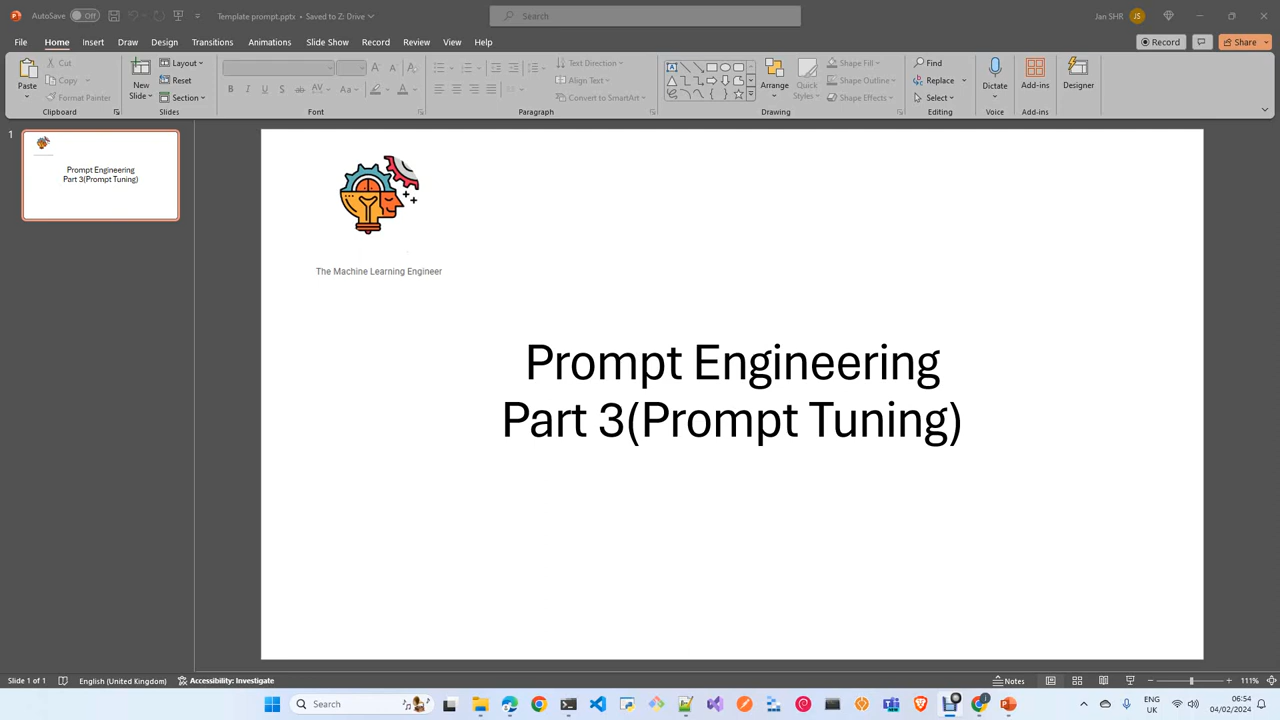 AutoSave
Off
Template prompt.pptx • Saved to Z: Drive
Search
Jan SHR
JS
File
Home
Insert
Draw
Design
Transitions
Animations
Slide Show
Record
Review
View
Help
Record
Share
Paste
Cut
Copy
Format Painter
Clipboard
New
Slide
Layout
Reset
Section
Slides
Font
Text Direction
Align Text
Convert to SmartArt
Paragraph
Arrange
Quick
Styles
Shape Fill
Shape Outline
Shape Effects
Drawing
Find
Replace
Select
Editing
Dictate
Voice
Add-ins
Add-ins
Designer
1
Prompt Engineering
Part 3(Prompt Tuning)
The Machine Learning Engineer
Prompt Engineering
Part 3(Prompt Tuning)
Slide 1 of 1
English (United Kingdom)
Accessibility: Investigate
Notes
111%
Search
ENG
UK
06:54
04/02/2024